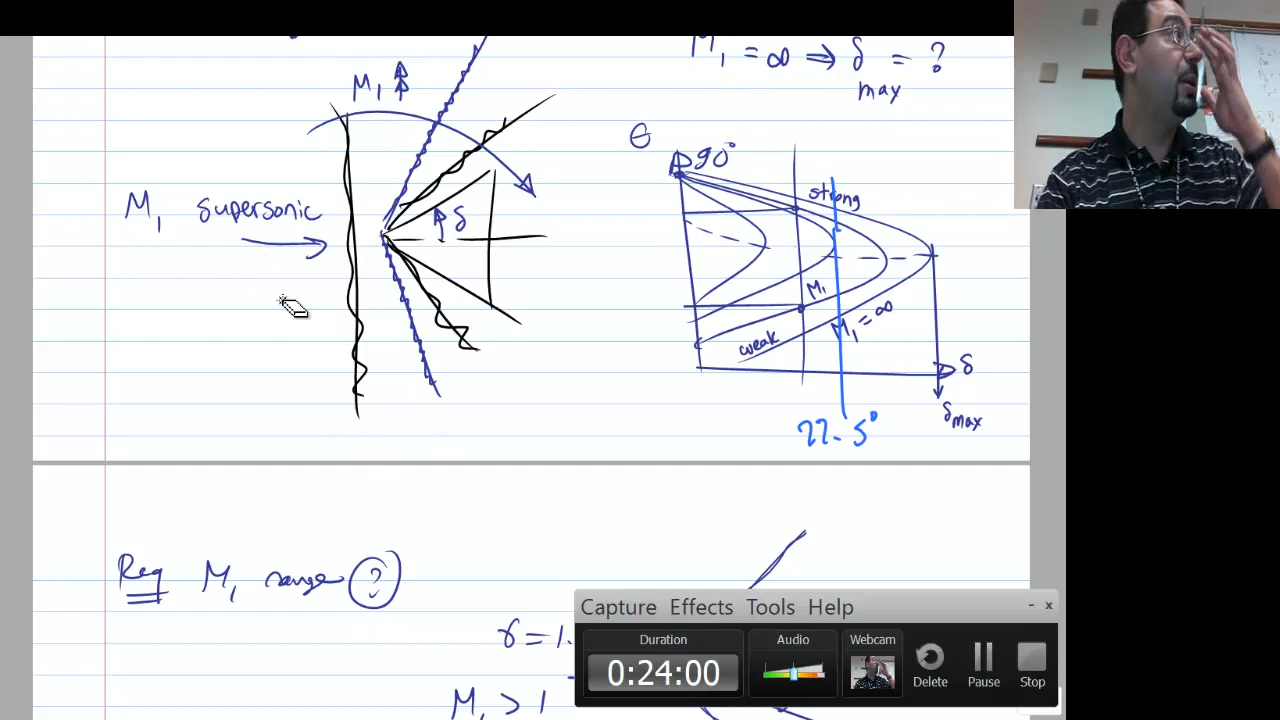 M₁ = ∞ ⇒ δ max = ?
M₁
θ
90°
strong
M₁ supersonic
δ
M₁
M₁ = ∞
weak
δ
δmax
22.5°
Req M₁ range ?
γ = 1.
M₁ > 1
Capture Effects Tools Help
Duration
Audio
Webcam
0:24:00
Delete
Pause
Stop